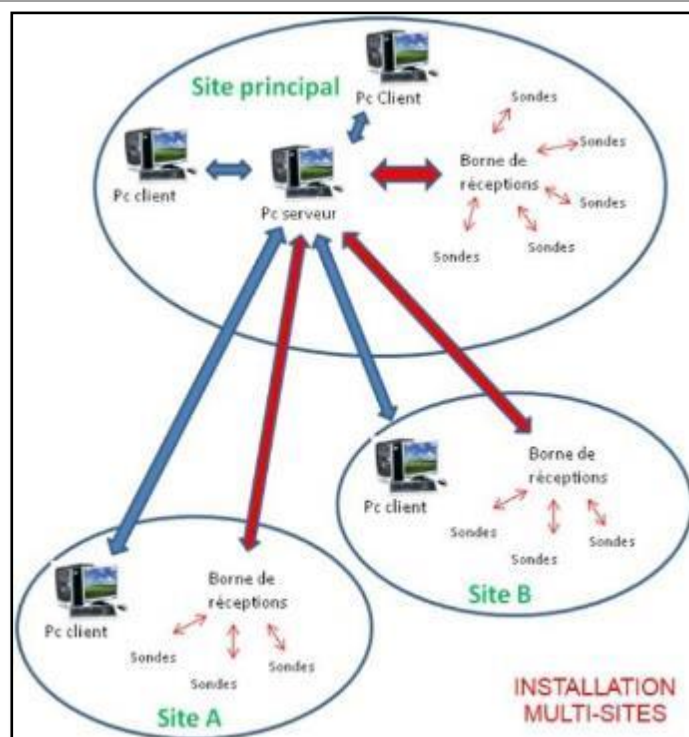 Site principal
Pc Client
Pc client
Pc serveur
Borne de
réceptions
Sondes
Sondes
Sondes
Sondes
Sondes
Pc client
Borne de
réceptions
Sondes
Sondes
Sondes
Site B
Pc client
Borne de
réceptions
Sondes
Sondes
Sondes
Site A
INSTALLATION
MULTI-SITES